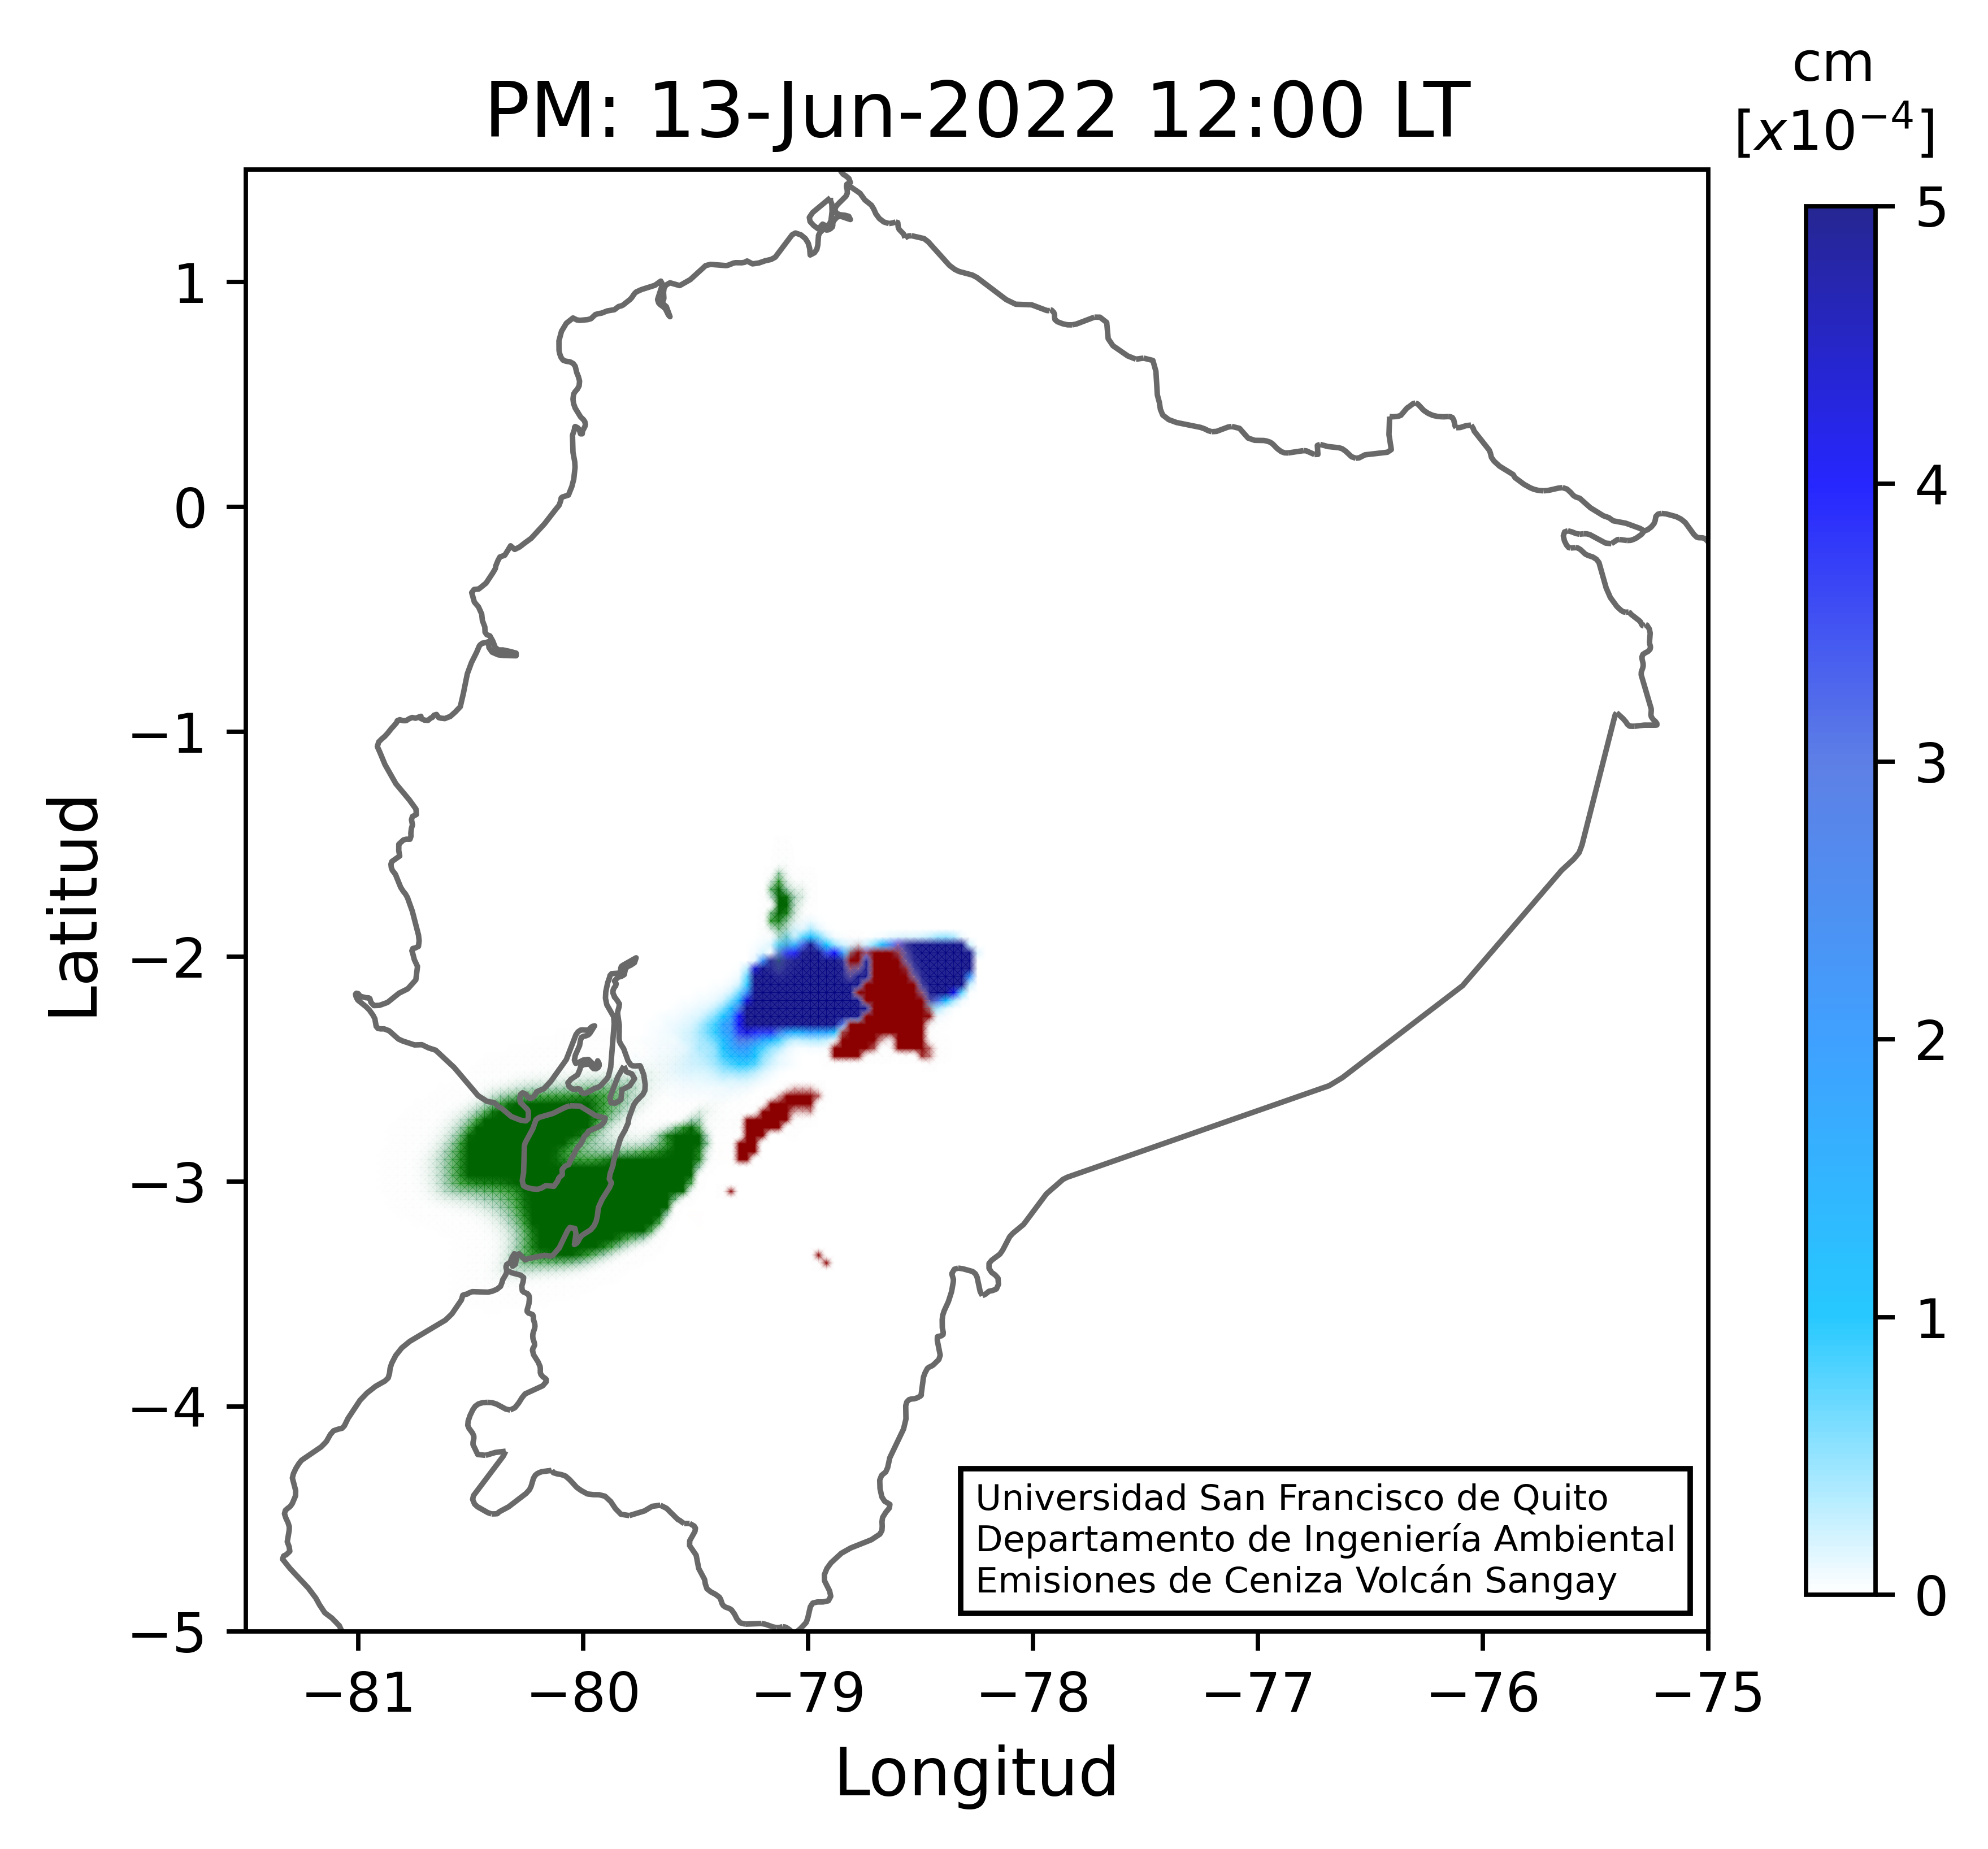 cm
[x10⁻⁴]
PM: 13-Jun-2022 12:00 LT
5
4
3
2
1
0
1
0
−1
−2
−3
−4
−5
Latitud
−81
−80
−79
−78
−77
−76
−75
Longitud
Universidad San Francisco de Quito
Departamento de Ingeniería Ambiental
Emisiones de Ceniza Volcán Sangay